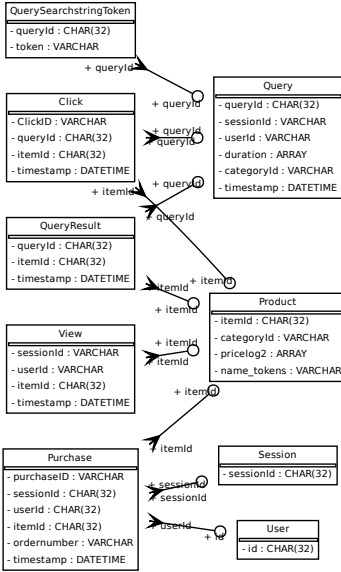 QuerySearchstringToken
- queryId : CHAR(32)
- token : VARCHAR
+ queryId
+ queryId
Query
- queryId : CHAR(32)
- sessionId : VARCHAR
- userId : VARCHAR
- duration : ARRAY
- categoryId : VARCHAR
- timestamp : DATETIME
Click
- ClickID : VARCHAR
- queryId : CHAR(32)
- itemId : CHAR(32)
- timestamp : DATETIME
+ queryId
+ queryId
+ queryId
+ itemId
+ queryId
QueryResult
- queryId : CHAR(32)
- itemId : CHAR(32)
- timestamp : DATETIME
+ itemId
+ itemId
+ itemId
Product
- itemId : CHAR(32)
- categoryId : VARCHAR
- pricelog2 : ARRAY
- name_tokens : VARCHAR
View
- sessionId : VARCHAR
- userId : VARCHAR
- itemId : CHAR(32)
- timestamp : DATETIME
+ itemId
+ itemId
+ itemId
+ itemId
Purchase
- purchaseID : VARCHAR
- sessionId : CHAR(32)
- userId : CHAR(32)
- itemId : CHAR(32)
- ordernumber : VARCHAR
- timestamp : DATETIME
Session
- sessionId : CHAR(32)
+ sessionId
+ sessionId
+ userId
+ id
User
- id : CHAR(32)